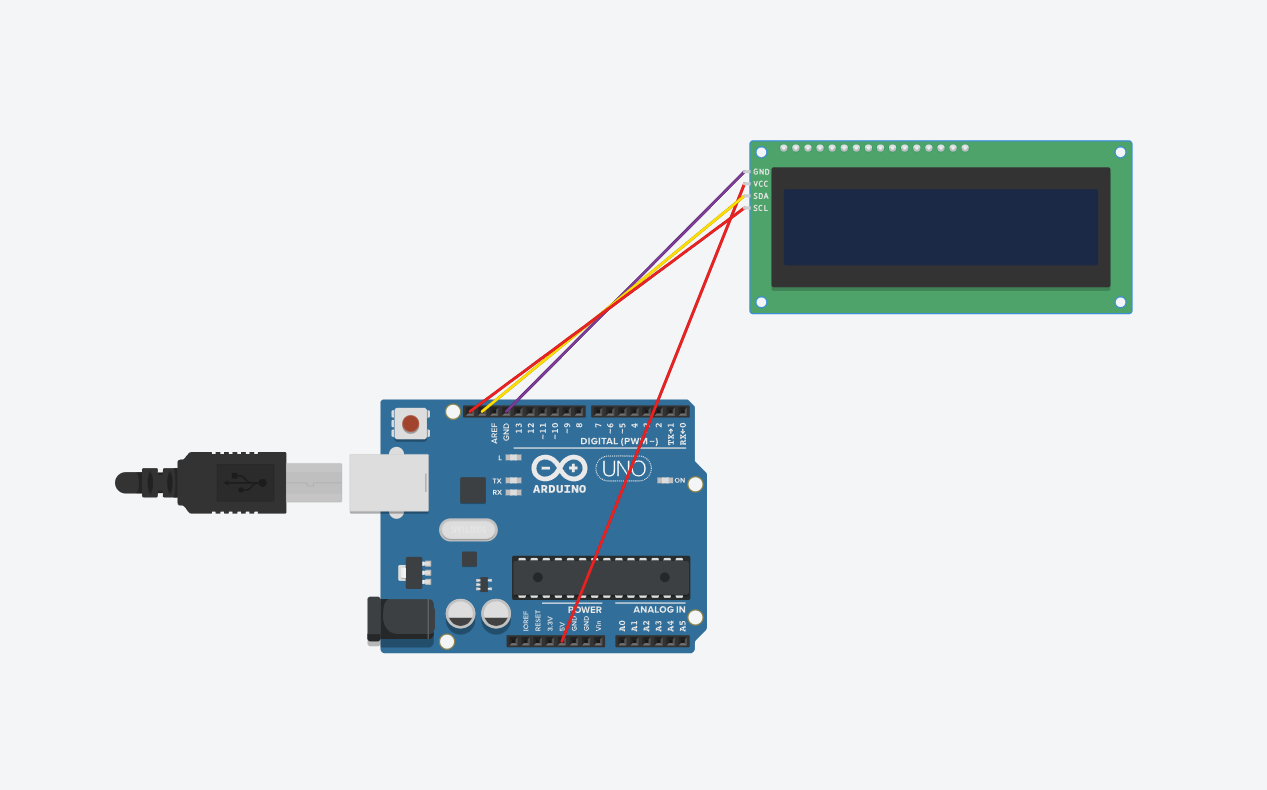 GND
VCC
SDA
SCL
AREF
GND
13
12
~11
~10
~9
8
7
~6
~5
4
2
TX→1
RX←0
DIGITAL (PWM~)
L
TX
RX
ARDUINO
UNO
ON
POWER
ANALOG IN
IOREF
RESET
3.3V
5V
GND
GND
Vin
A0
A1
A2
A3
A4
A5